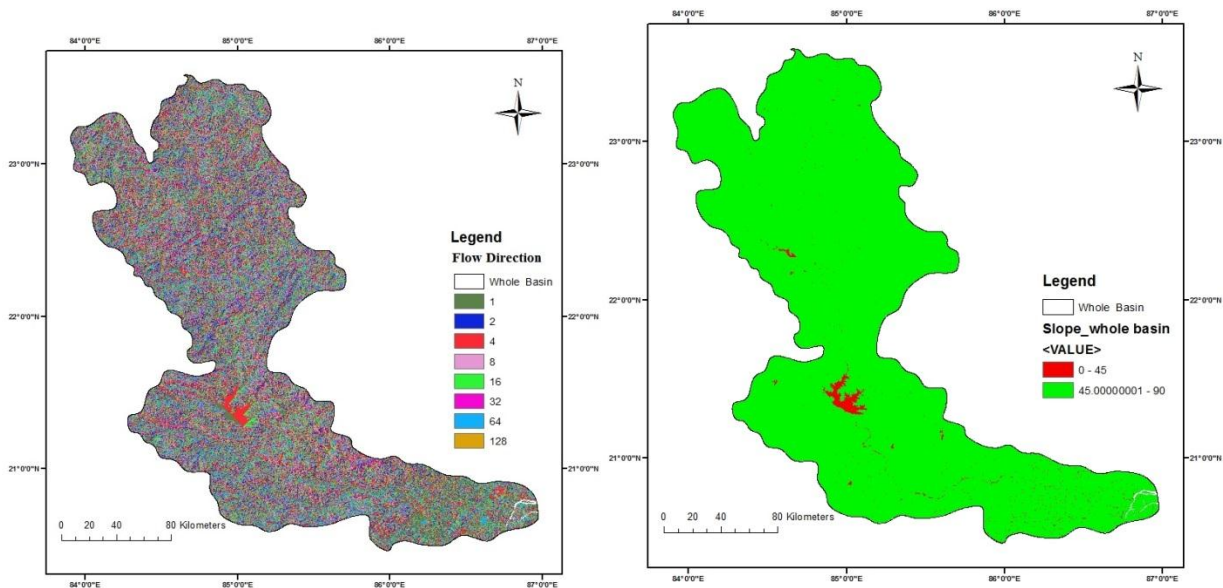 84°0'0"E 85°0'0"E 86°0'0"E 87°0'0"E
N
23°0'0"N 23°0'0"N
Legend
Flow Direction
Whole Basin
1
22°0'0"N 22°0'0"N
2
4
8
16
32
64
128
21°0'0"N 21°0'0"N
0 20 40 80 Kilometers
84°0'0"E 85°0'0"E 86°0'0"E 87°0'0"E
84°0'0"E 85°0'0"E 86°0'0"E 87°0'0"E
N
23°0'0"N 23°0'0"N
Legend
22°0'0"N 22°0'0"N
Whole Basin
Slope_whole basin
<VALUE>
0 - 45
45.00000001 - 90
21°0'0"N 21°0'0"N
0 20 40 80 Kilometers
84°0'0"E 85°0'0"E 86°0'0"E 87°0'0"E